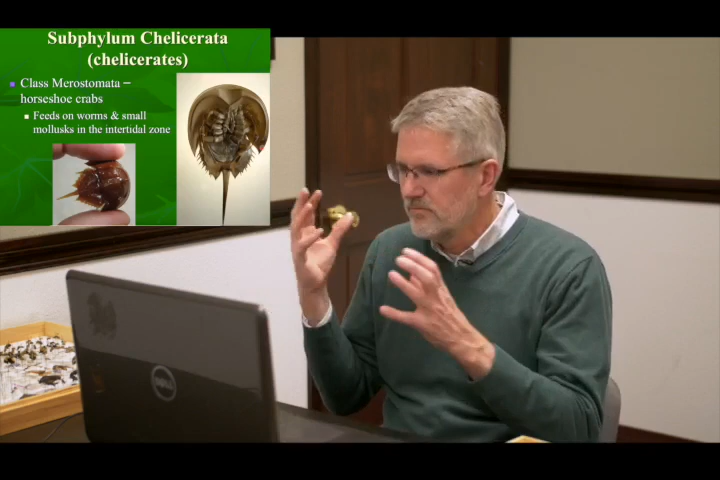 Subphylum Chelicerata
(chelicerates)
Class Merostomata –
horseshoe crabs
Feeds on worms & small
mollusks in the intertidal zone
DELL